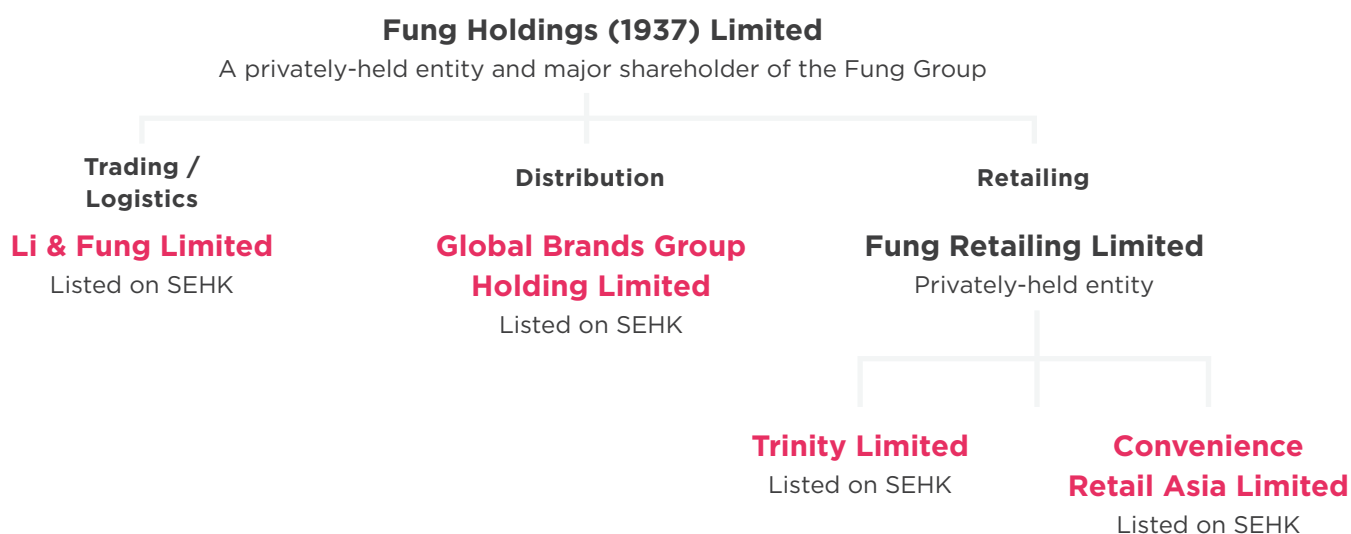 Fung Holdings (1937) Limited
A privately-held entity and major shareholder of the Fung Group
Trading /
Logistics
Li & Fung Limited
Listed on SEHK
Distribution
Global Brands Group
Holding Limited
Listed on SEHK
Retailing
Fung Retailing Limited
Privately-held entity
Trinity Limited
Listed on SEHK
Convenience
Retail Asia Limited
Listed on SEHK